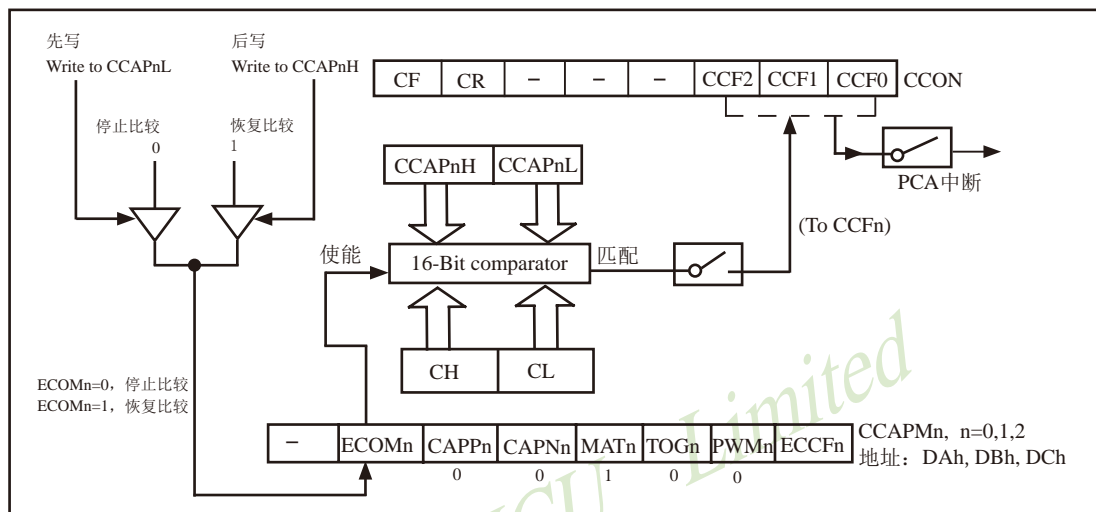 先写
Write to CCAPnL
后写
Write to CCAPnH
CF CR － － － CCF2 CCF1 CCF0 CCON
停止比较
0
恢复比较
1
PCA中断
CCAPnH CCAPnL
(To CCFn)
使能
16-Bit comparator
匹配
CH CL
ECOMn=0，停止比较
ECOMn=1，恢复比较
－ ECOMn CAPPn CAPNn MATn TOGn PWMn ECCFn
0 0 1 0 0
CCAPMn, n=0,1,2
地址：DAh, DBh, DCh
MCU Limited